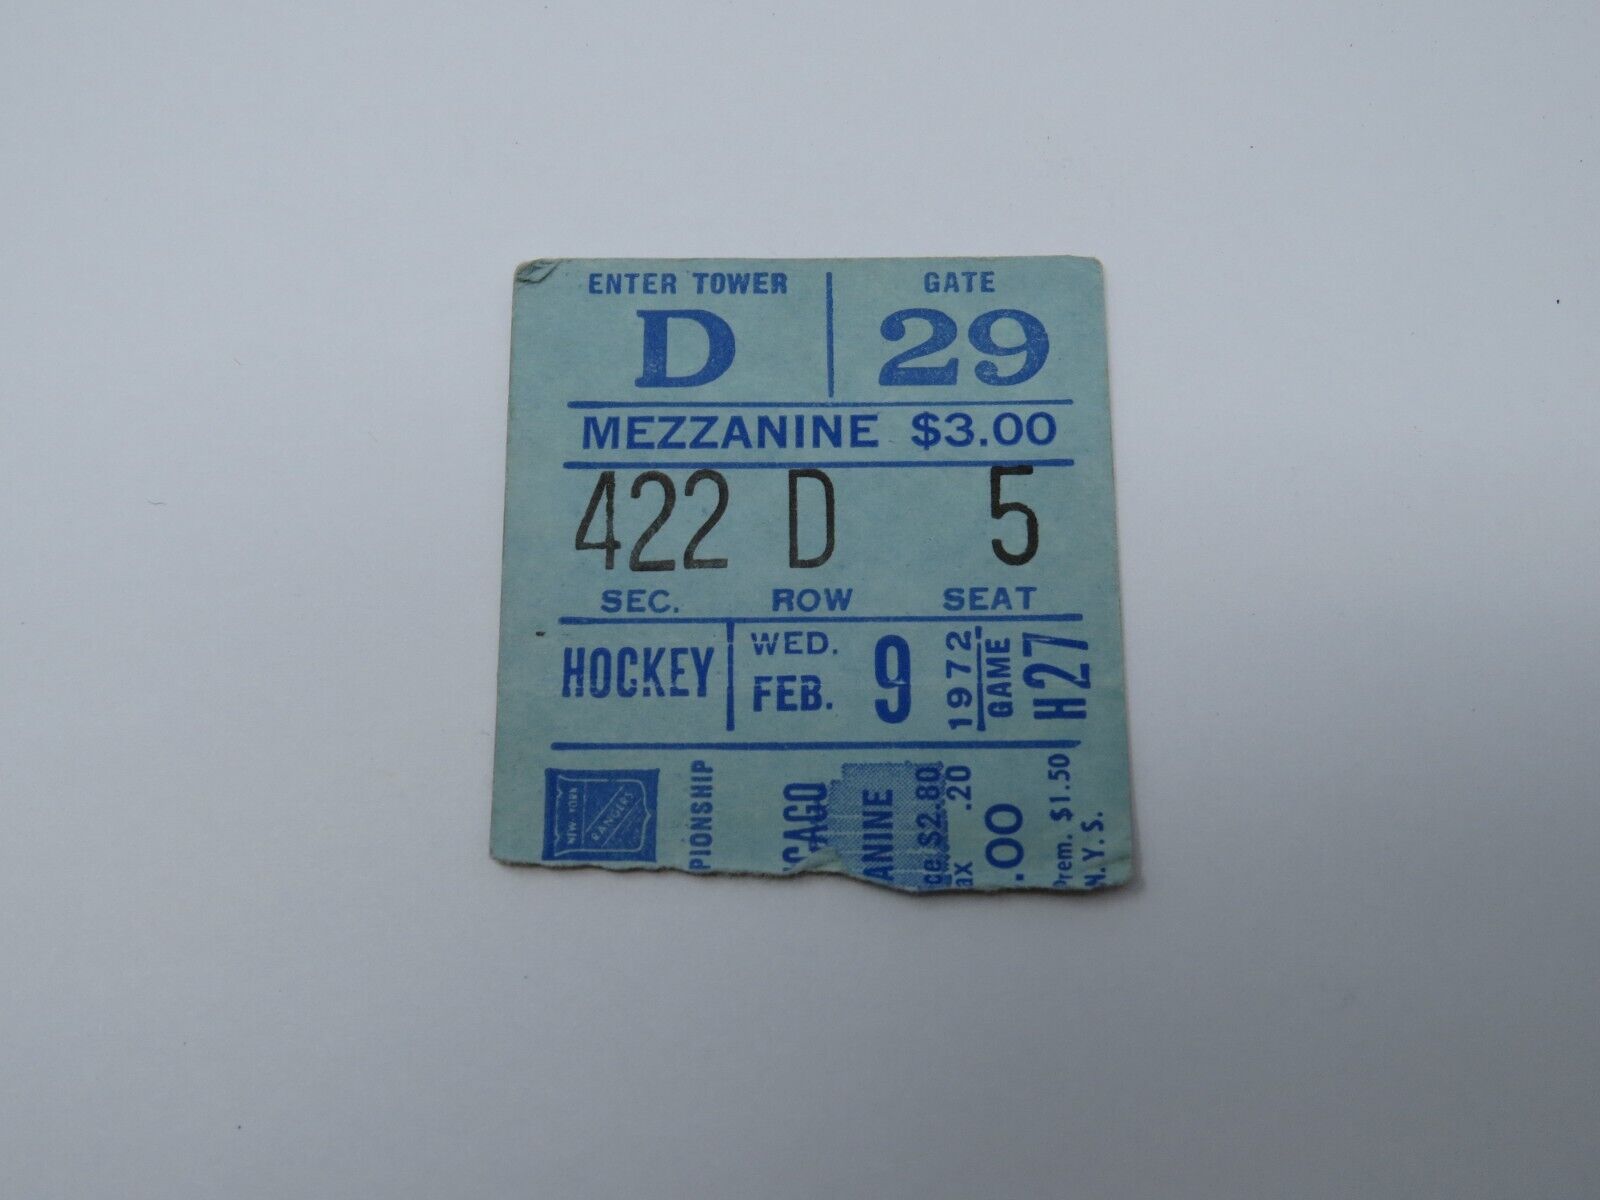 ENTER TOWER GATE
D 29
MEZZANINE $3.00
422 D 5
SEC. ROW SEAT
HOCKEY WED. FEB. 9 1972 GAME H27
NEW YORK
RANGERS
PIONSHIP
CAGO
ANINE
ce $2.80
ax .20
.00
Prem. $1.50
N.Y.S.